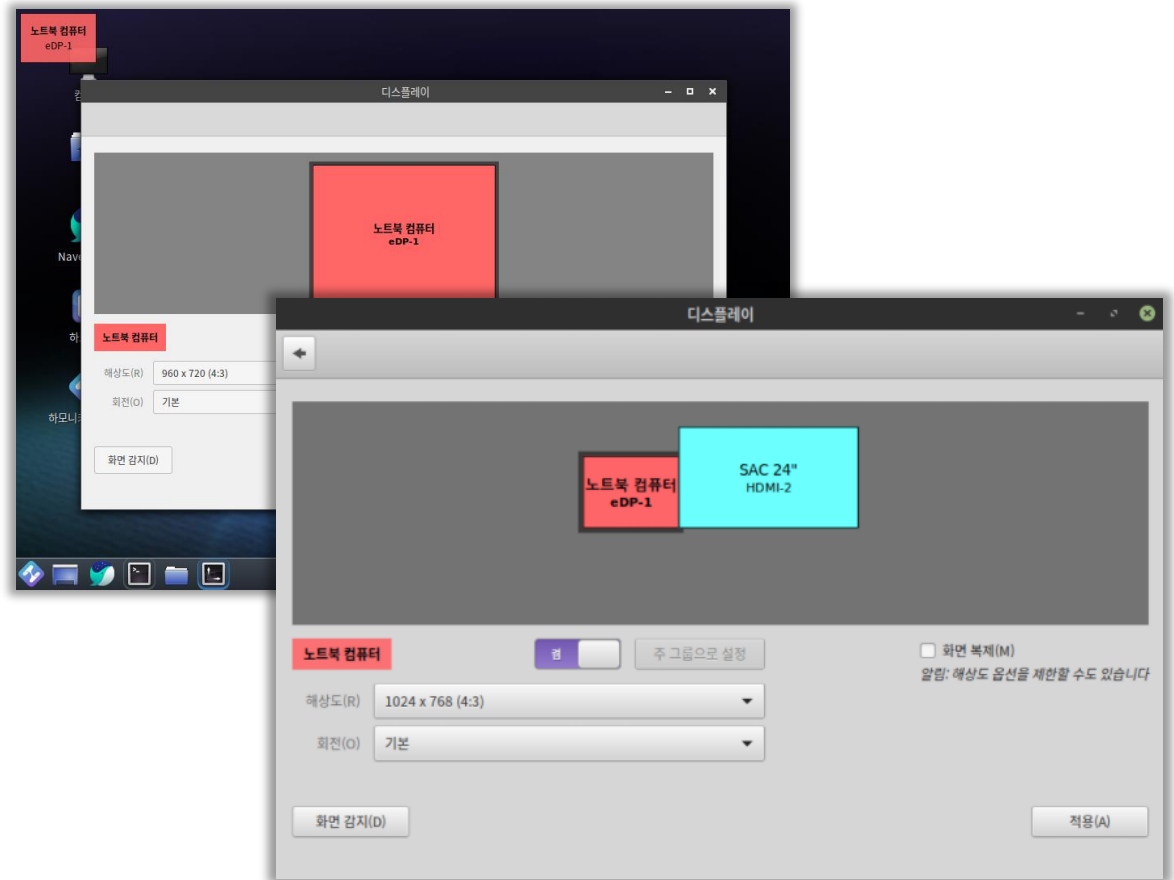 노트북 컴퓨터
eDP-1
디스플레이
노트북 컴퓨터
eDP-1
노트북 컴퓨터
해상도(R)
960 x 720 (4:3)
회전(O)
기본
화면 감지(D)
디스플레이
노트북 컴퓨터
eDP-1
SAC 24"
HDMI-2
노트북 컴퓨터
켬
주 그룹으로 설정
화면 복제(M)
알림: 해상도 옵션을 제한할 수도 있습니다
해상도(R)
1024 x 768 (4:3)
회전(O)
기본
화면 감지(D)
적용(A)